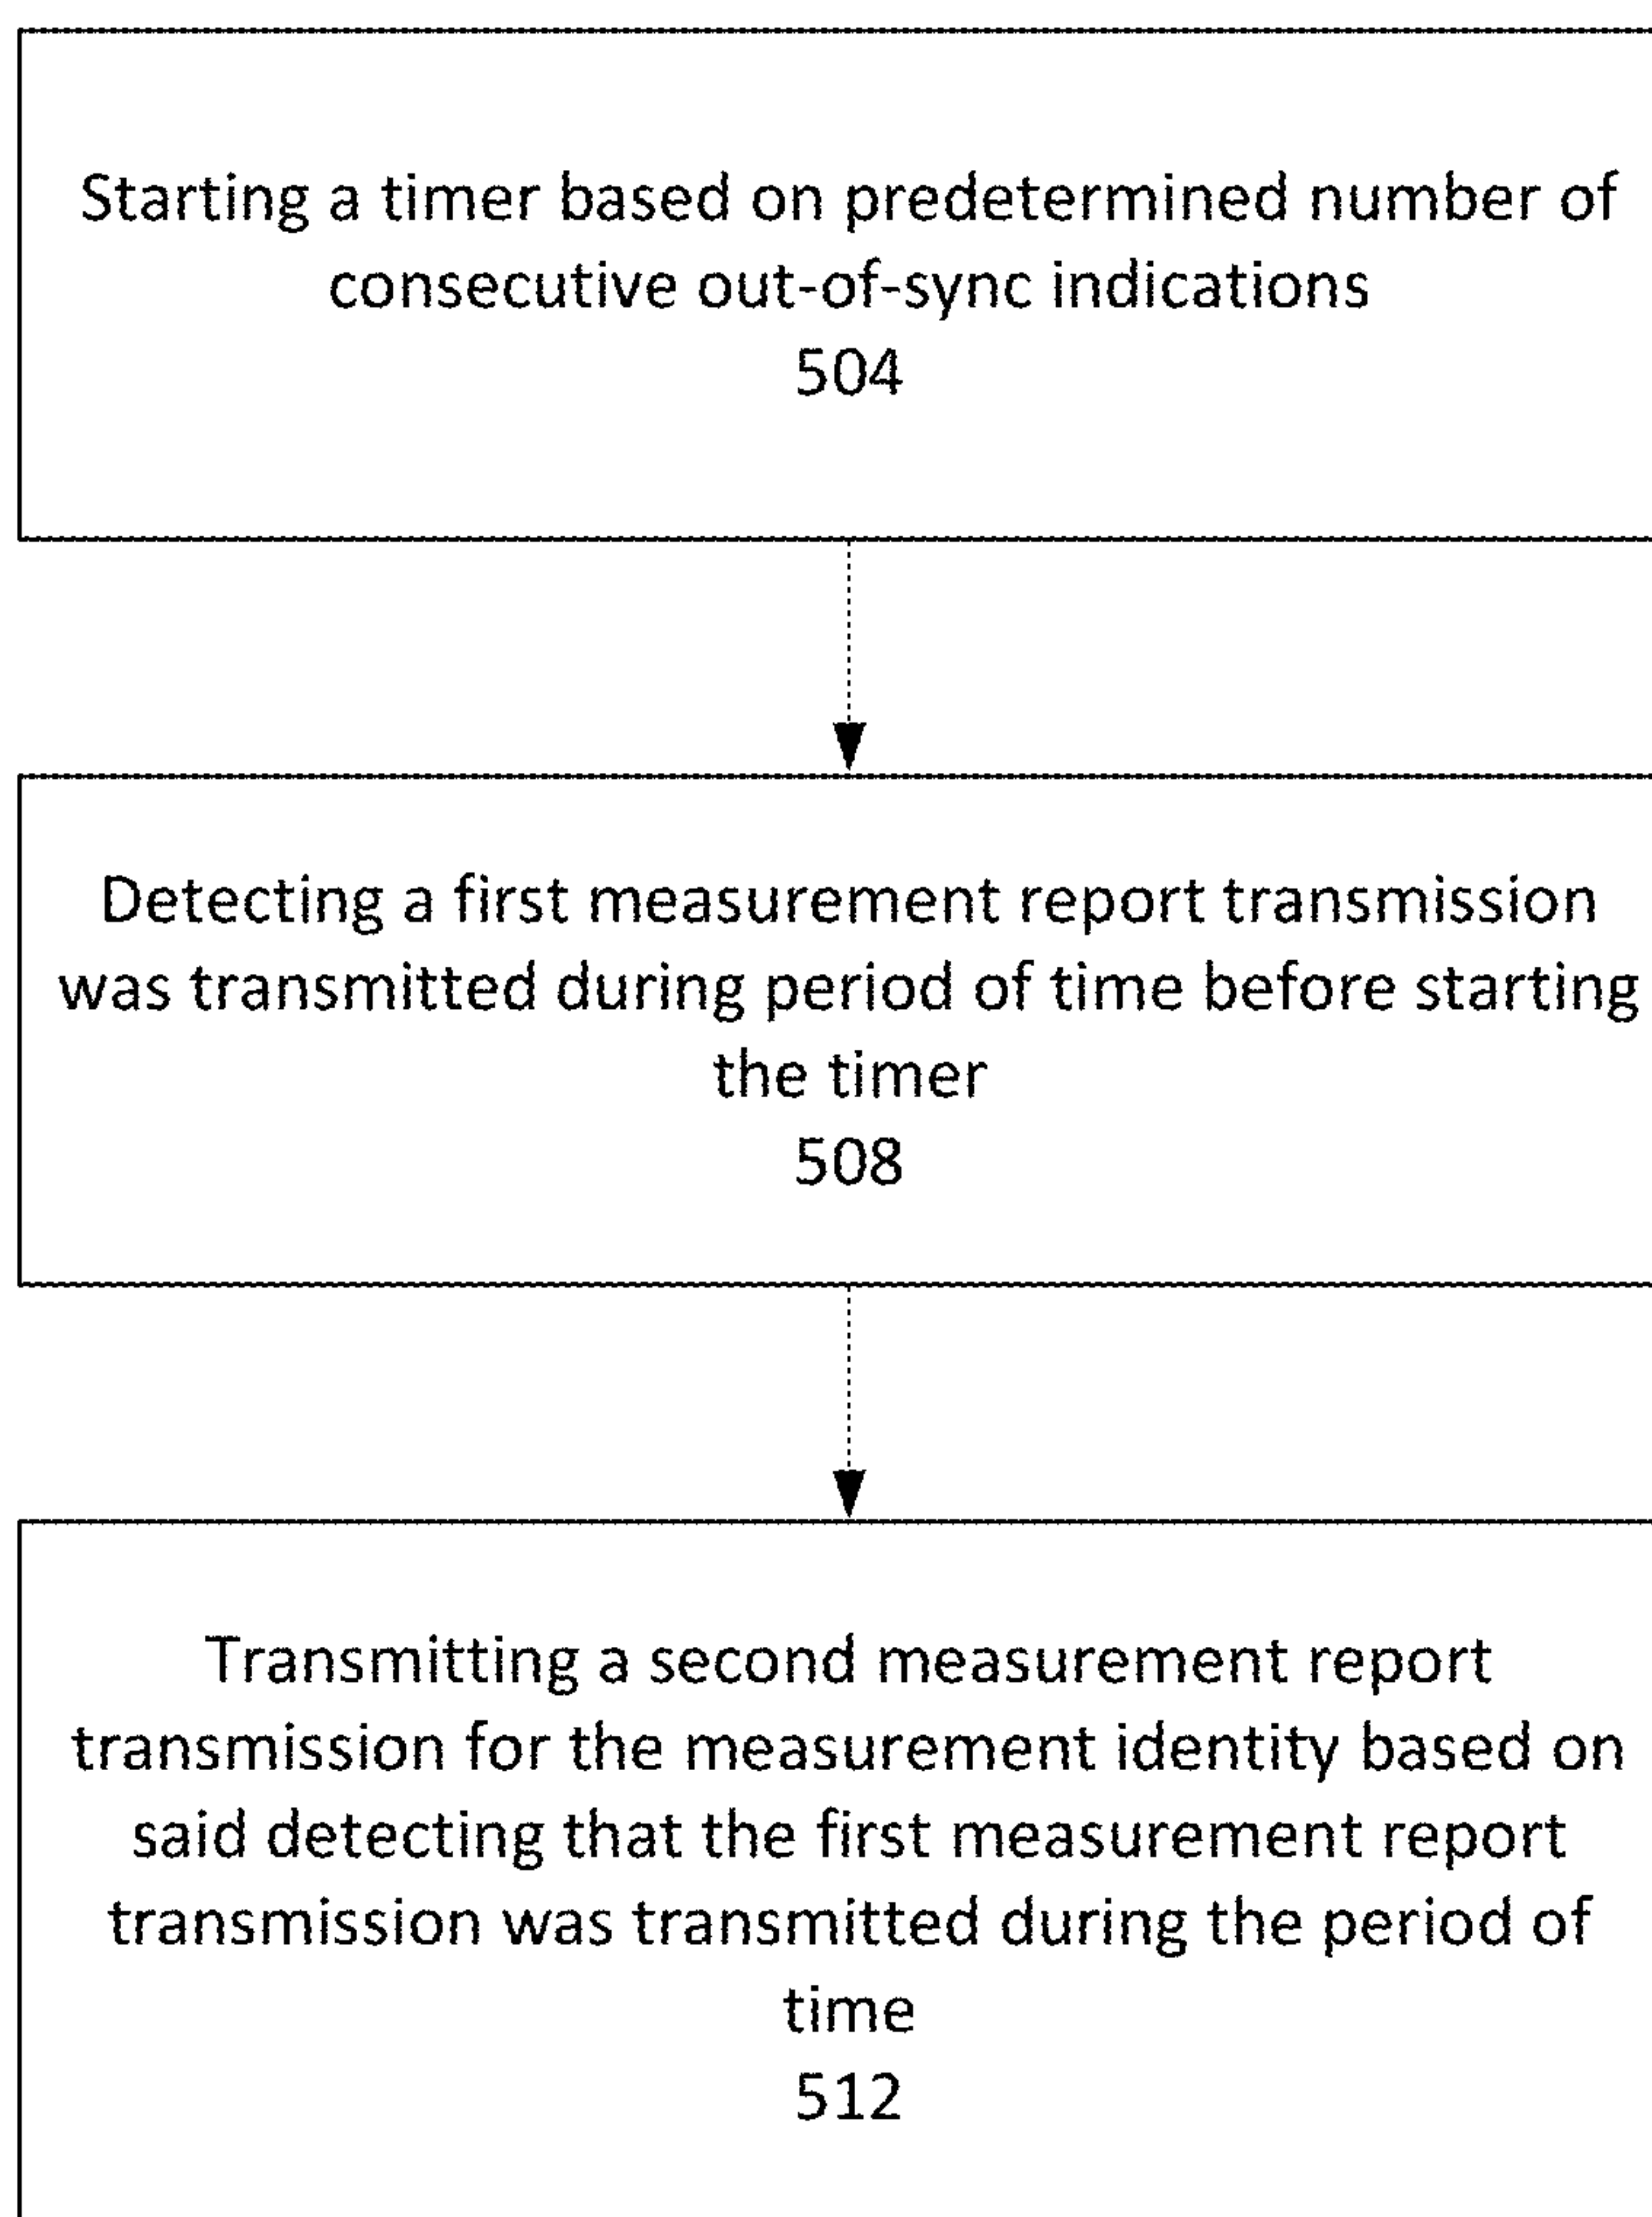 Starting a timer based on predetermined number of
consecutive out-of-sync indications
504
Detecting a first measurement report transmission
was transmitted during period of time before starting
the timer
508
Transmitting a second measurement report
transmission for the measurement identity based on
said detecting that the first measurement report
transmission was transmitted during the period of
time
512